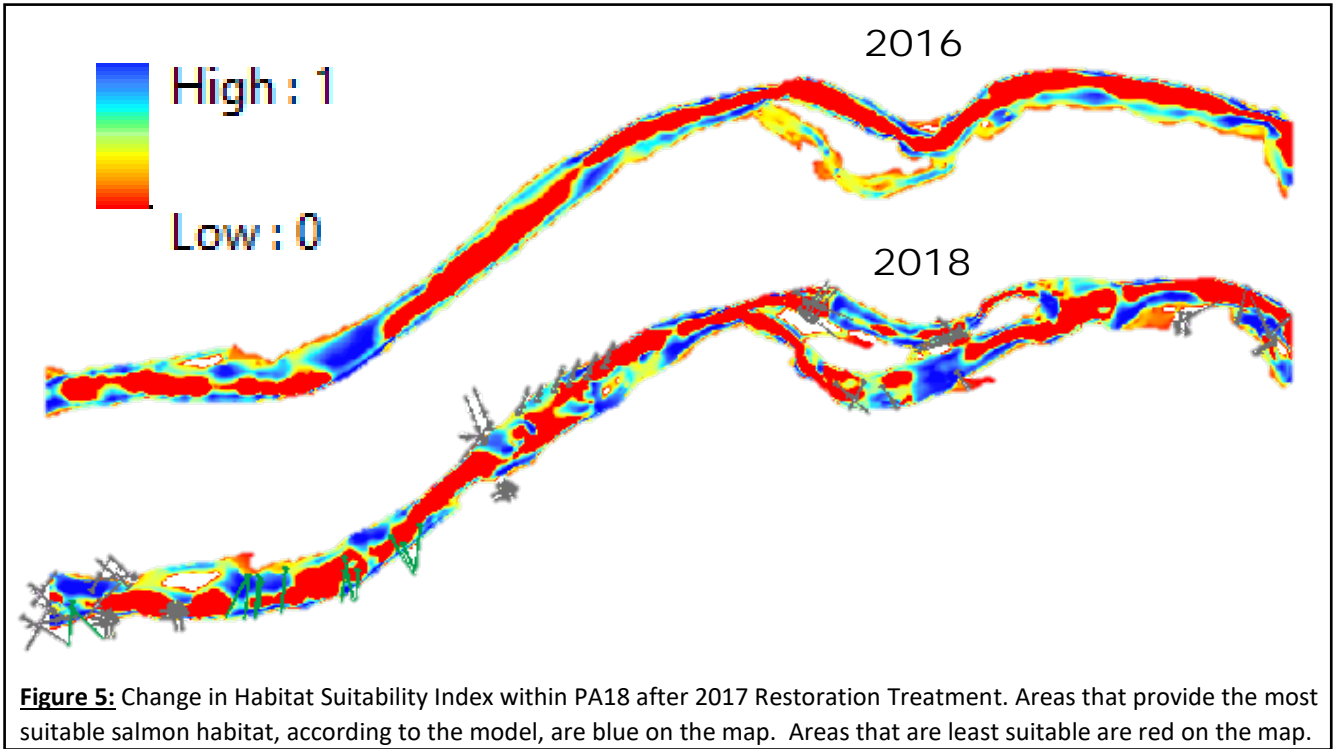 2016
High : 1
Low : 0
2018
Figure 5: Change in Habitat Suitability Index within PA18 after 2017 Restoration Treatment. Areas that provide the most
suitable salmon habitat, according to the model, are blue on the map.  Areas that are least suitable are red on the map.